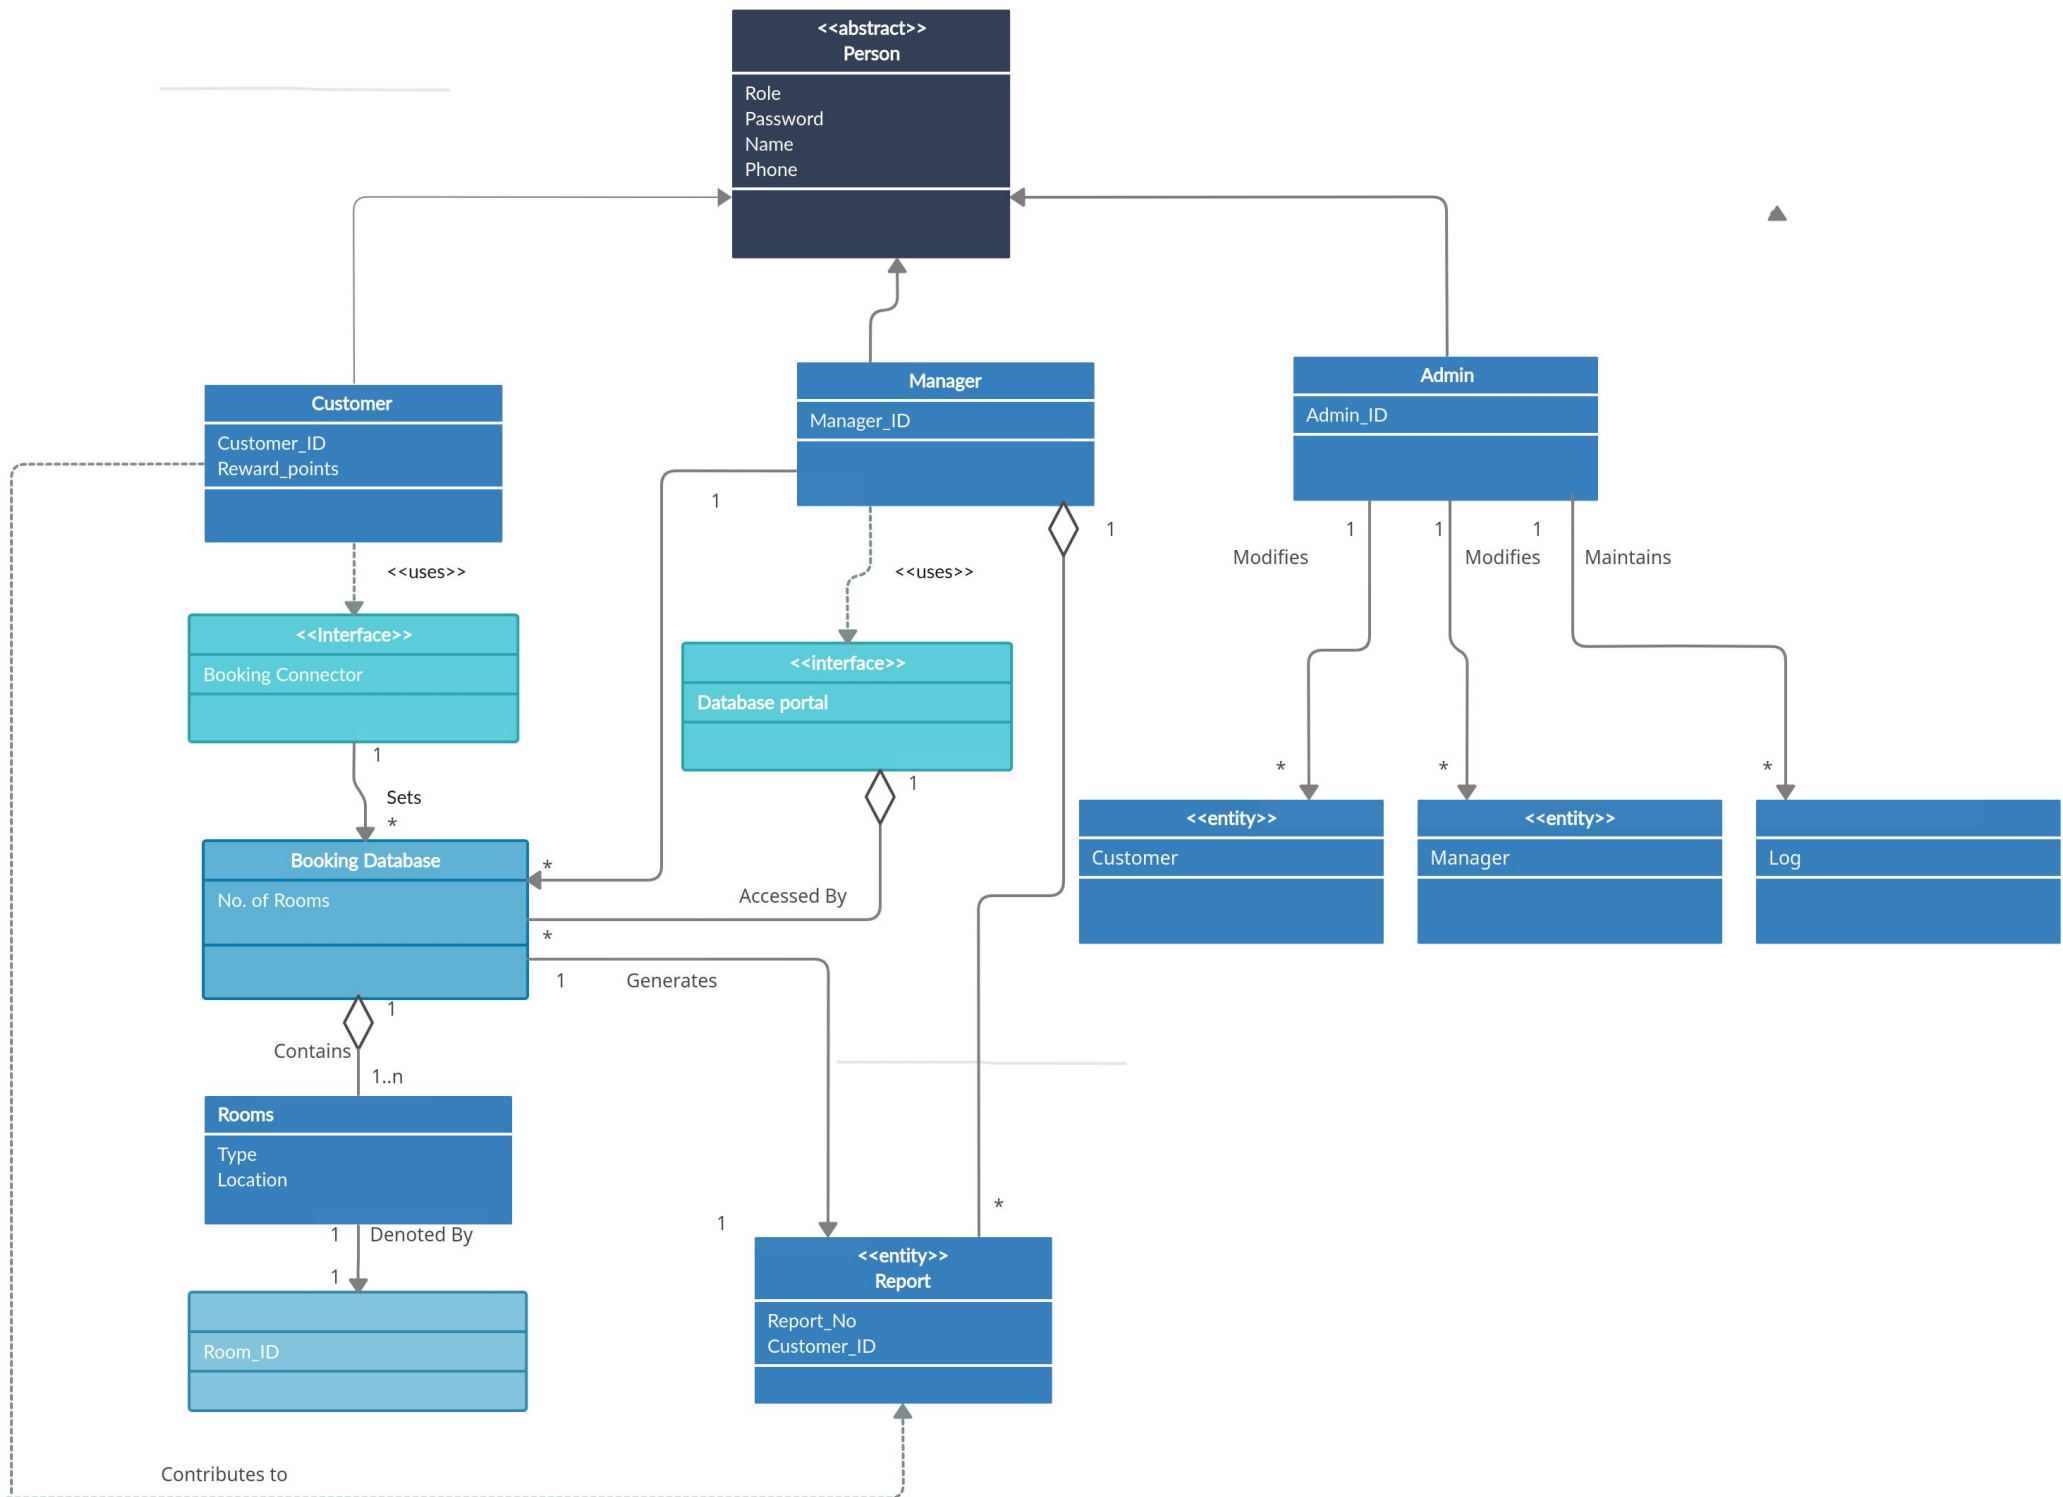 <<abstract>>
Person
Role
Password
Name
Phone
Customer
Customer_ID
Reward_points
Manager
Manager_ID
Admin
Admin_ID
1
1
1
1
1
Modifies
Modifies
Maintains
<<uses>>
<<uses>>
<<Interface>>
Booking Connector
<<interface>>
Database portal
1
1
Sets
*
*
*
*
<<entity>>
Customer
<<entity>>
Manager
Log
Booking Database
No. of Rooms
*
Accessed By
*
1
Generates
1
Contains
1..n
Rooms
Type
Location
1
Denoted By
1
Room_ID
1
*
<<entity>>
Report
Report_No
Customer_ID
Contributes to